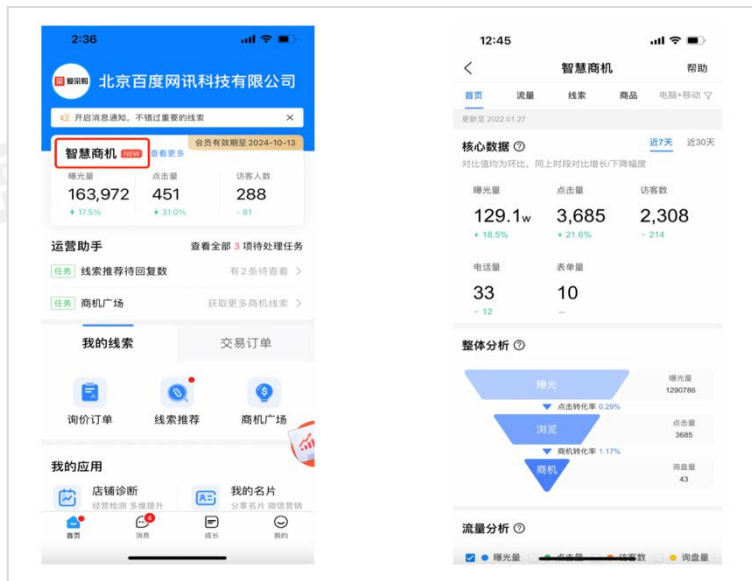 2:36
爱采购 北京百度网讯科技有限公司
开启消息通知，不错过重要的线索 ×
会员有效期至2024-10-13
智慧商机 NEW 查看更多
曝光量 点击量 访客人数
163,972 451 288
17.5% 31.0% - 81
运营助手 查看全部 3 项待处理任务
任务 线索推荐待回复数 有2条待查看 >
任务 商机广场 获取更多商机线索 >
我的线索 交易订单
询价订单 线索推荐 商机广场
我的应用
店铺诊断 我的名片
经营检测 多维提升 分享名片 微信营销
4
首页 消息 成长 我的
12:45
< 智慧商机 帮助
首页 流量 线索 商品 电脑+移动
更新至 2022.01.27
核心数据 ? 近7天 近30天
对比值均为环比，同上时段对比增长/下降幅度
曝光量 点击量 访客数
129.1w 3,685 2,308
18.5% 21.6% - 214
电话量 表单量
33 10
- 12 --
整体分析 ?
曝光 曝光量
1290786
点击转化率 0.29%
浏览 点击量
3685
商机转化率 1.17%
商机 询盘量
43
流量分析 ?
曝光量 点击量 访客数 询盘量